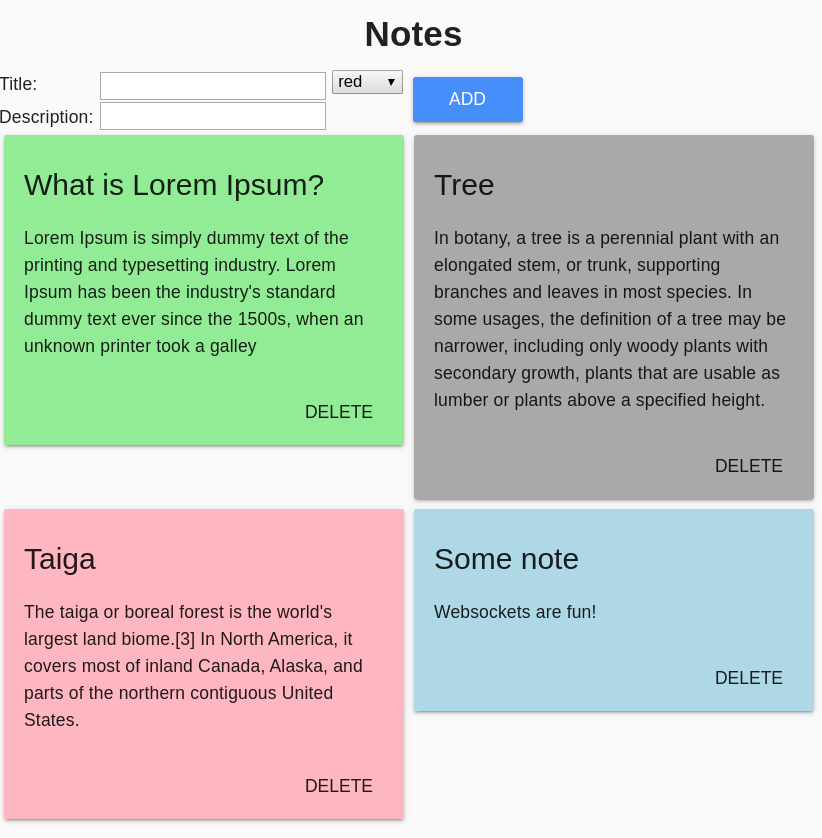 Notes
Title:
red
ADD
Description:
What is Lorem Ipsum?
Lorem Ipsum is simply dummy text of the
printing and typesetting industry. Lorem
Ipsum has been the industry's standard
dummy text ever since the 1500s, when an
unknown printer took a galley
DELETE
Tree
In botany, a tree is a perennial plant with an
elongated stem, or trunk, supporting
branches and leaves in most species. In
some usages, the definition of a tree may be
narrower, including only woody plants with
secondary growth, plants that are usable as
lumber or plants above a specified height.
DELETE
Taiga
The taiga or boreal forest is the world's
largest land biome.[3] In North America, it
covers most of inland Canada, Alaska, and
parts of the northern contiguous United
States.
DELETE
Some note
Websockets are fun!
DELETE